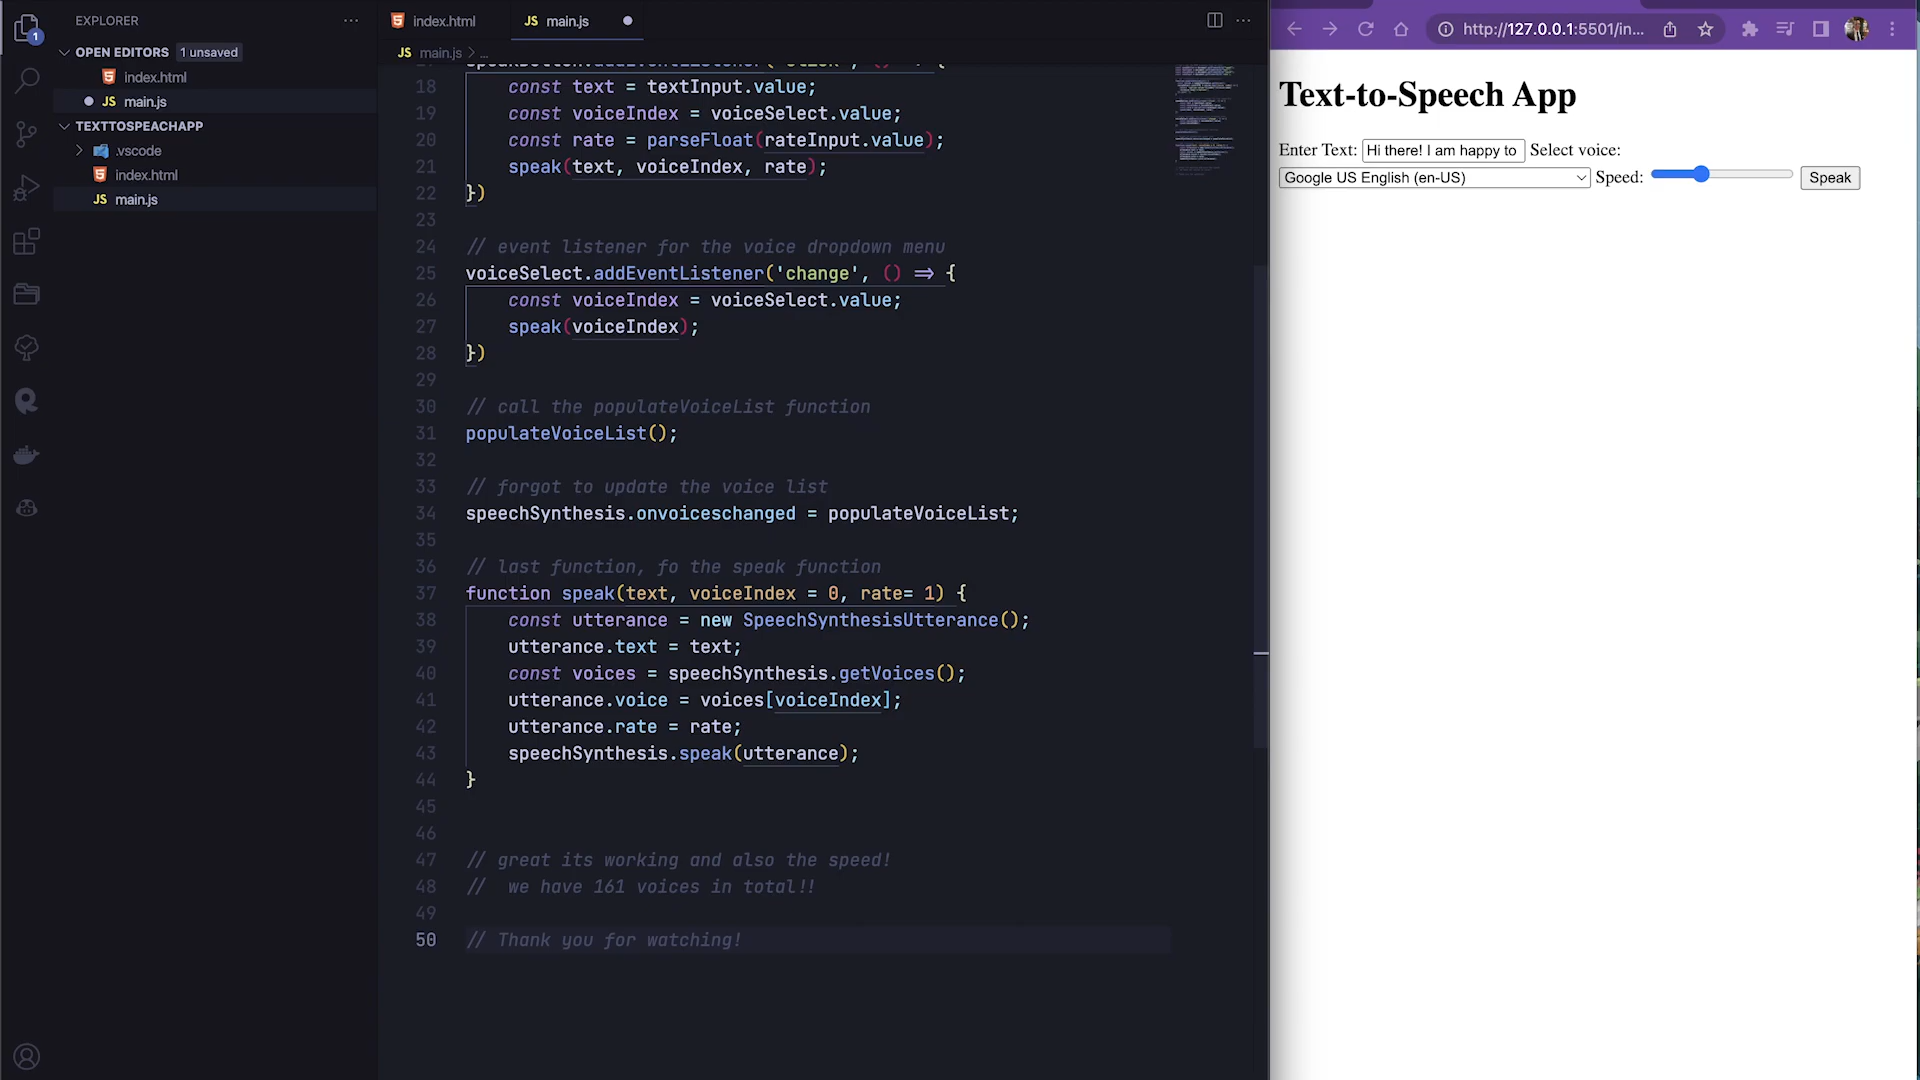 EXPLORER
OPEN EDITORS 1 unsaved
index.html
JS main.js
TEXTTOSPEACHAPP
.vscode
index.html
JS main.js
1
index.html
JS main.js
JS main.js > ...
18 const text = textInput.value;
19 const voiceIndex = voiceSelect.value;
20 const rate = parseFloat(rateInput.value);
21 speak(text, voiceIndex, rate);
22 })
23
24 // event listener for the voice dropdown menu
25 voiceSelect.addEventListener('change', () => {
26 const voiceIndex = voiceSelect.value;
27 speak(voiceIndex);
28 })
29
30 // call the populateVoiceList function
31 populateVoiceList();
32
33 // forgot to update the voice list
34 speechSynthesis.onvoiceschanged = populateVoiceList;
35
36 // last function, fo the speak function
37 function speak(text, voiceIndex = 0, rate= 1) {
38 const utterance = new SpeechSynthesisUtterance();
39 utterance.text = text;
40 const voices = speechSynthesis.getVoices();
41 utterance.voice = voices[voiceIndex];
42 utterance.rate = rate;
43 speechSynthesis.speak(utterance);
44 }
45
46
47 // great its working and also the speed!
48 // we have 161 voices in total!!
49
50 // Thank you for watching!
http://127.0.0.1:5501/in...
Text-to-Speech App
Enter Text: Hi there! I am happy to Select voice:
Google US English (en-US) Speed: Speak